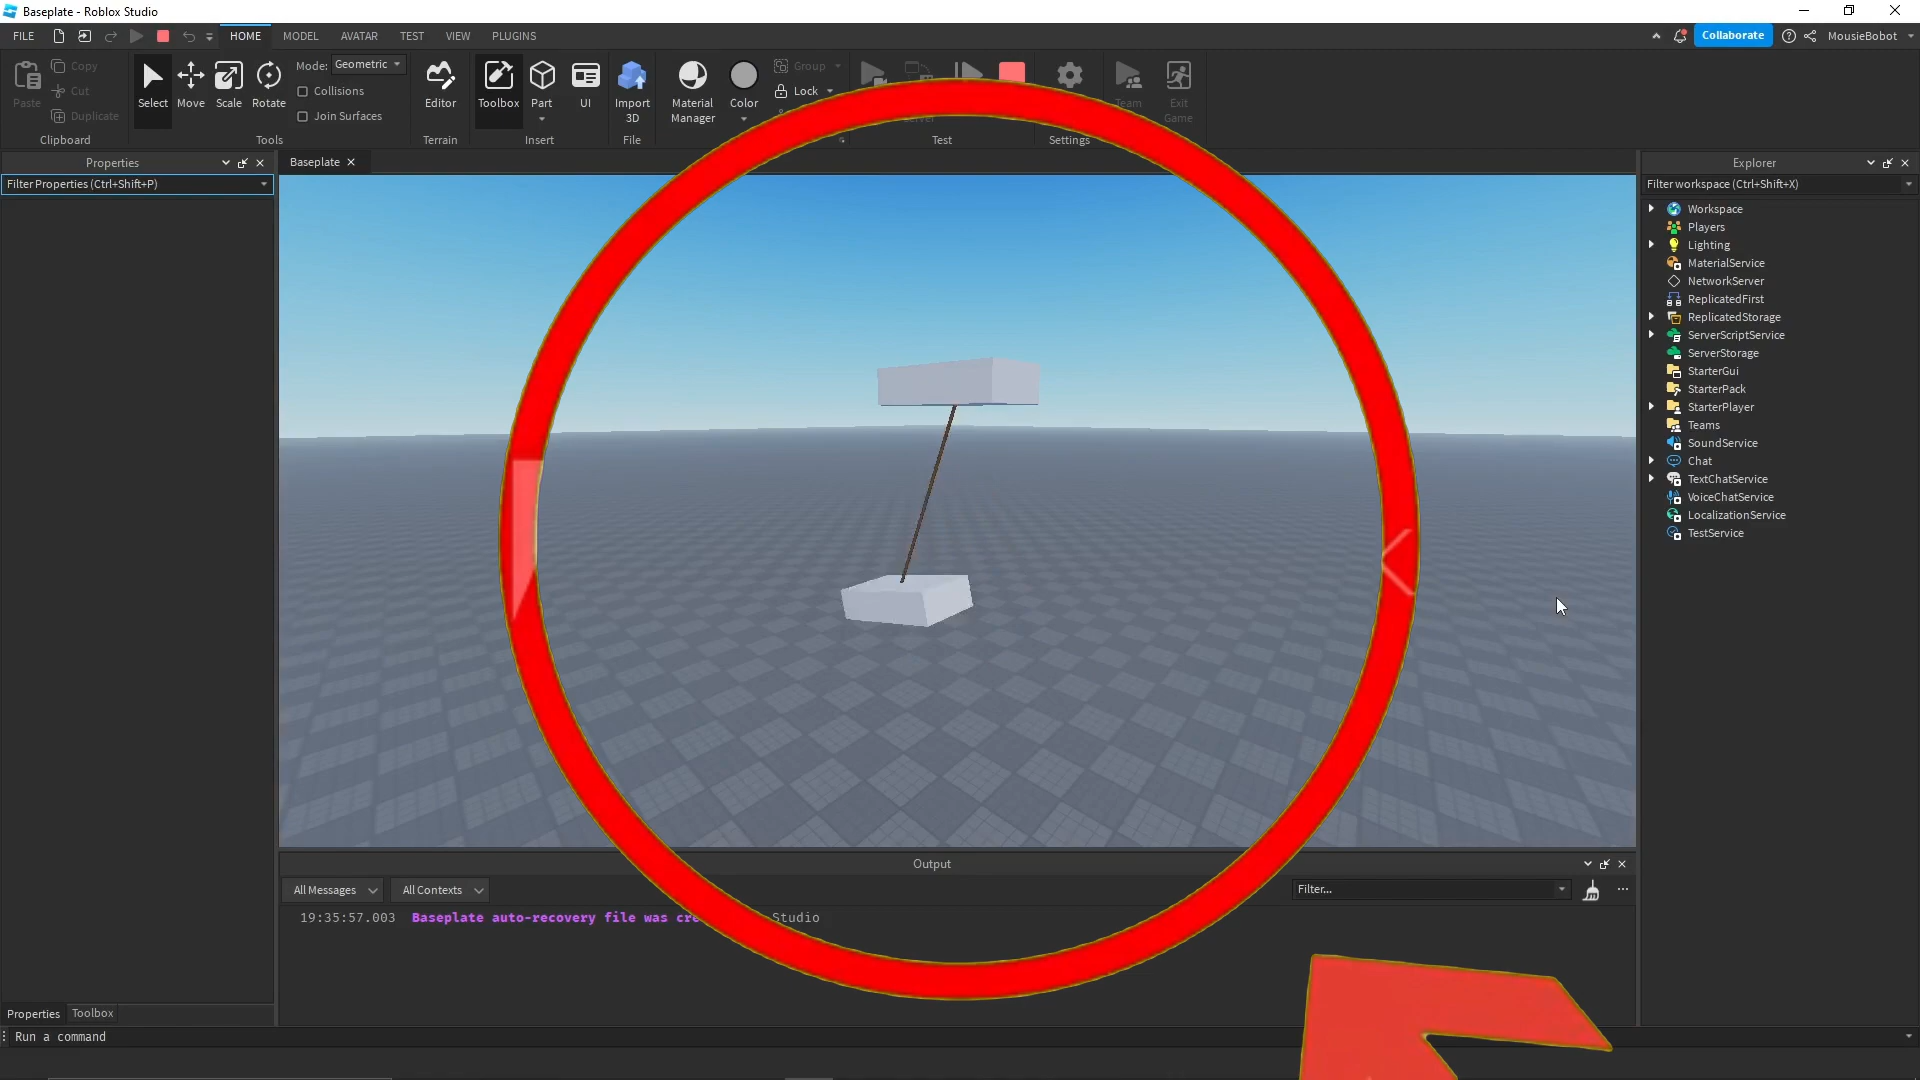 Baseplate - Roblox Studio
FILE HOME MODEL AVATAR TEST VIEW PLUGINS Collaborate MousieBobot
Paste Copy Cut Duplicate Clipboard
Select Move Scale Rotate Mode: Geometric Collisions Join Surfaces Tools
Editor Terrain
Toolbox Part UI Insert
Import 3D File
Material Manager Color Group Lock
Test
Settings
Team Exit Game
Properties
Filter Properties (Ctrl+Shift+P)
Baseplate
Explorer
Filter workspace (Ctrl+Shift+X)
Workspace
Players
Lighting
MaterialService
NetworkServer
ReplicatedFirst
ReplicatedStorage
ServerScriptService
ServerStorage
StarterGui
StarterPack
StarterPlayer
Teams
SoundService
Chat
TextChatService
VoiceChatService
LocalizationService
TestService
Output
All Messages All Contexts Filter...
19:35:57.003 Baseplate auto-recovery file was cre Studio
Properties Toolbox
Run a command